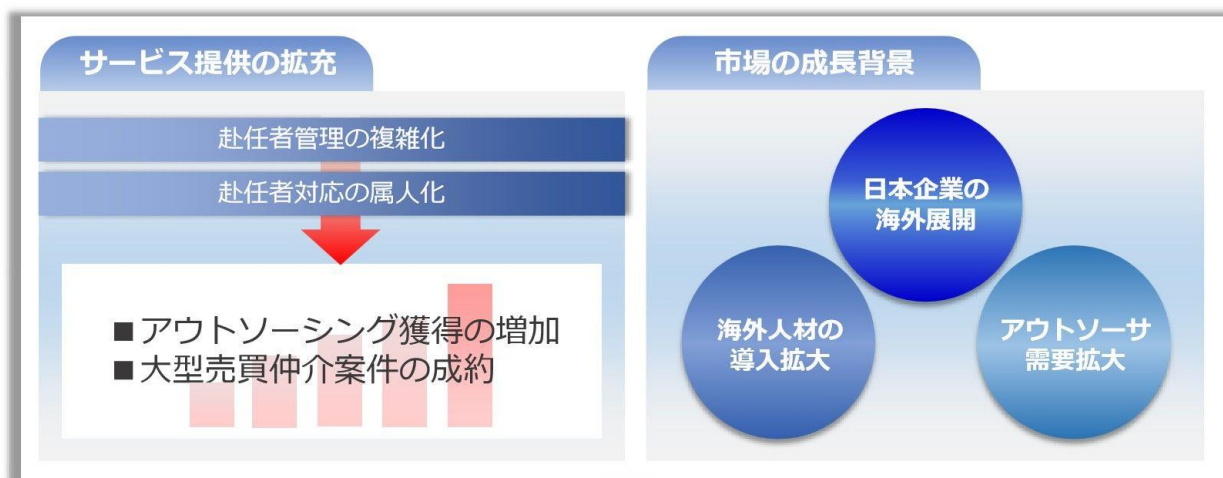 サービス提供の拡充
赴任者管理の複雑化
赴任者対応の属人化
■アウトソーシング獲得の増加
■大型売買仲介案件の成約
市場の成長背景
日本企業の
海外展開
海外人材の
導入拡大
アウトソーサ
需要拡大